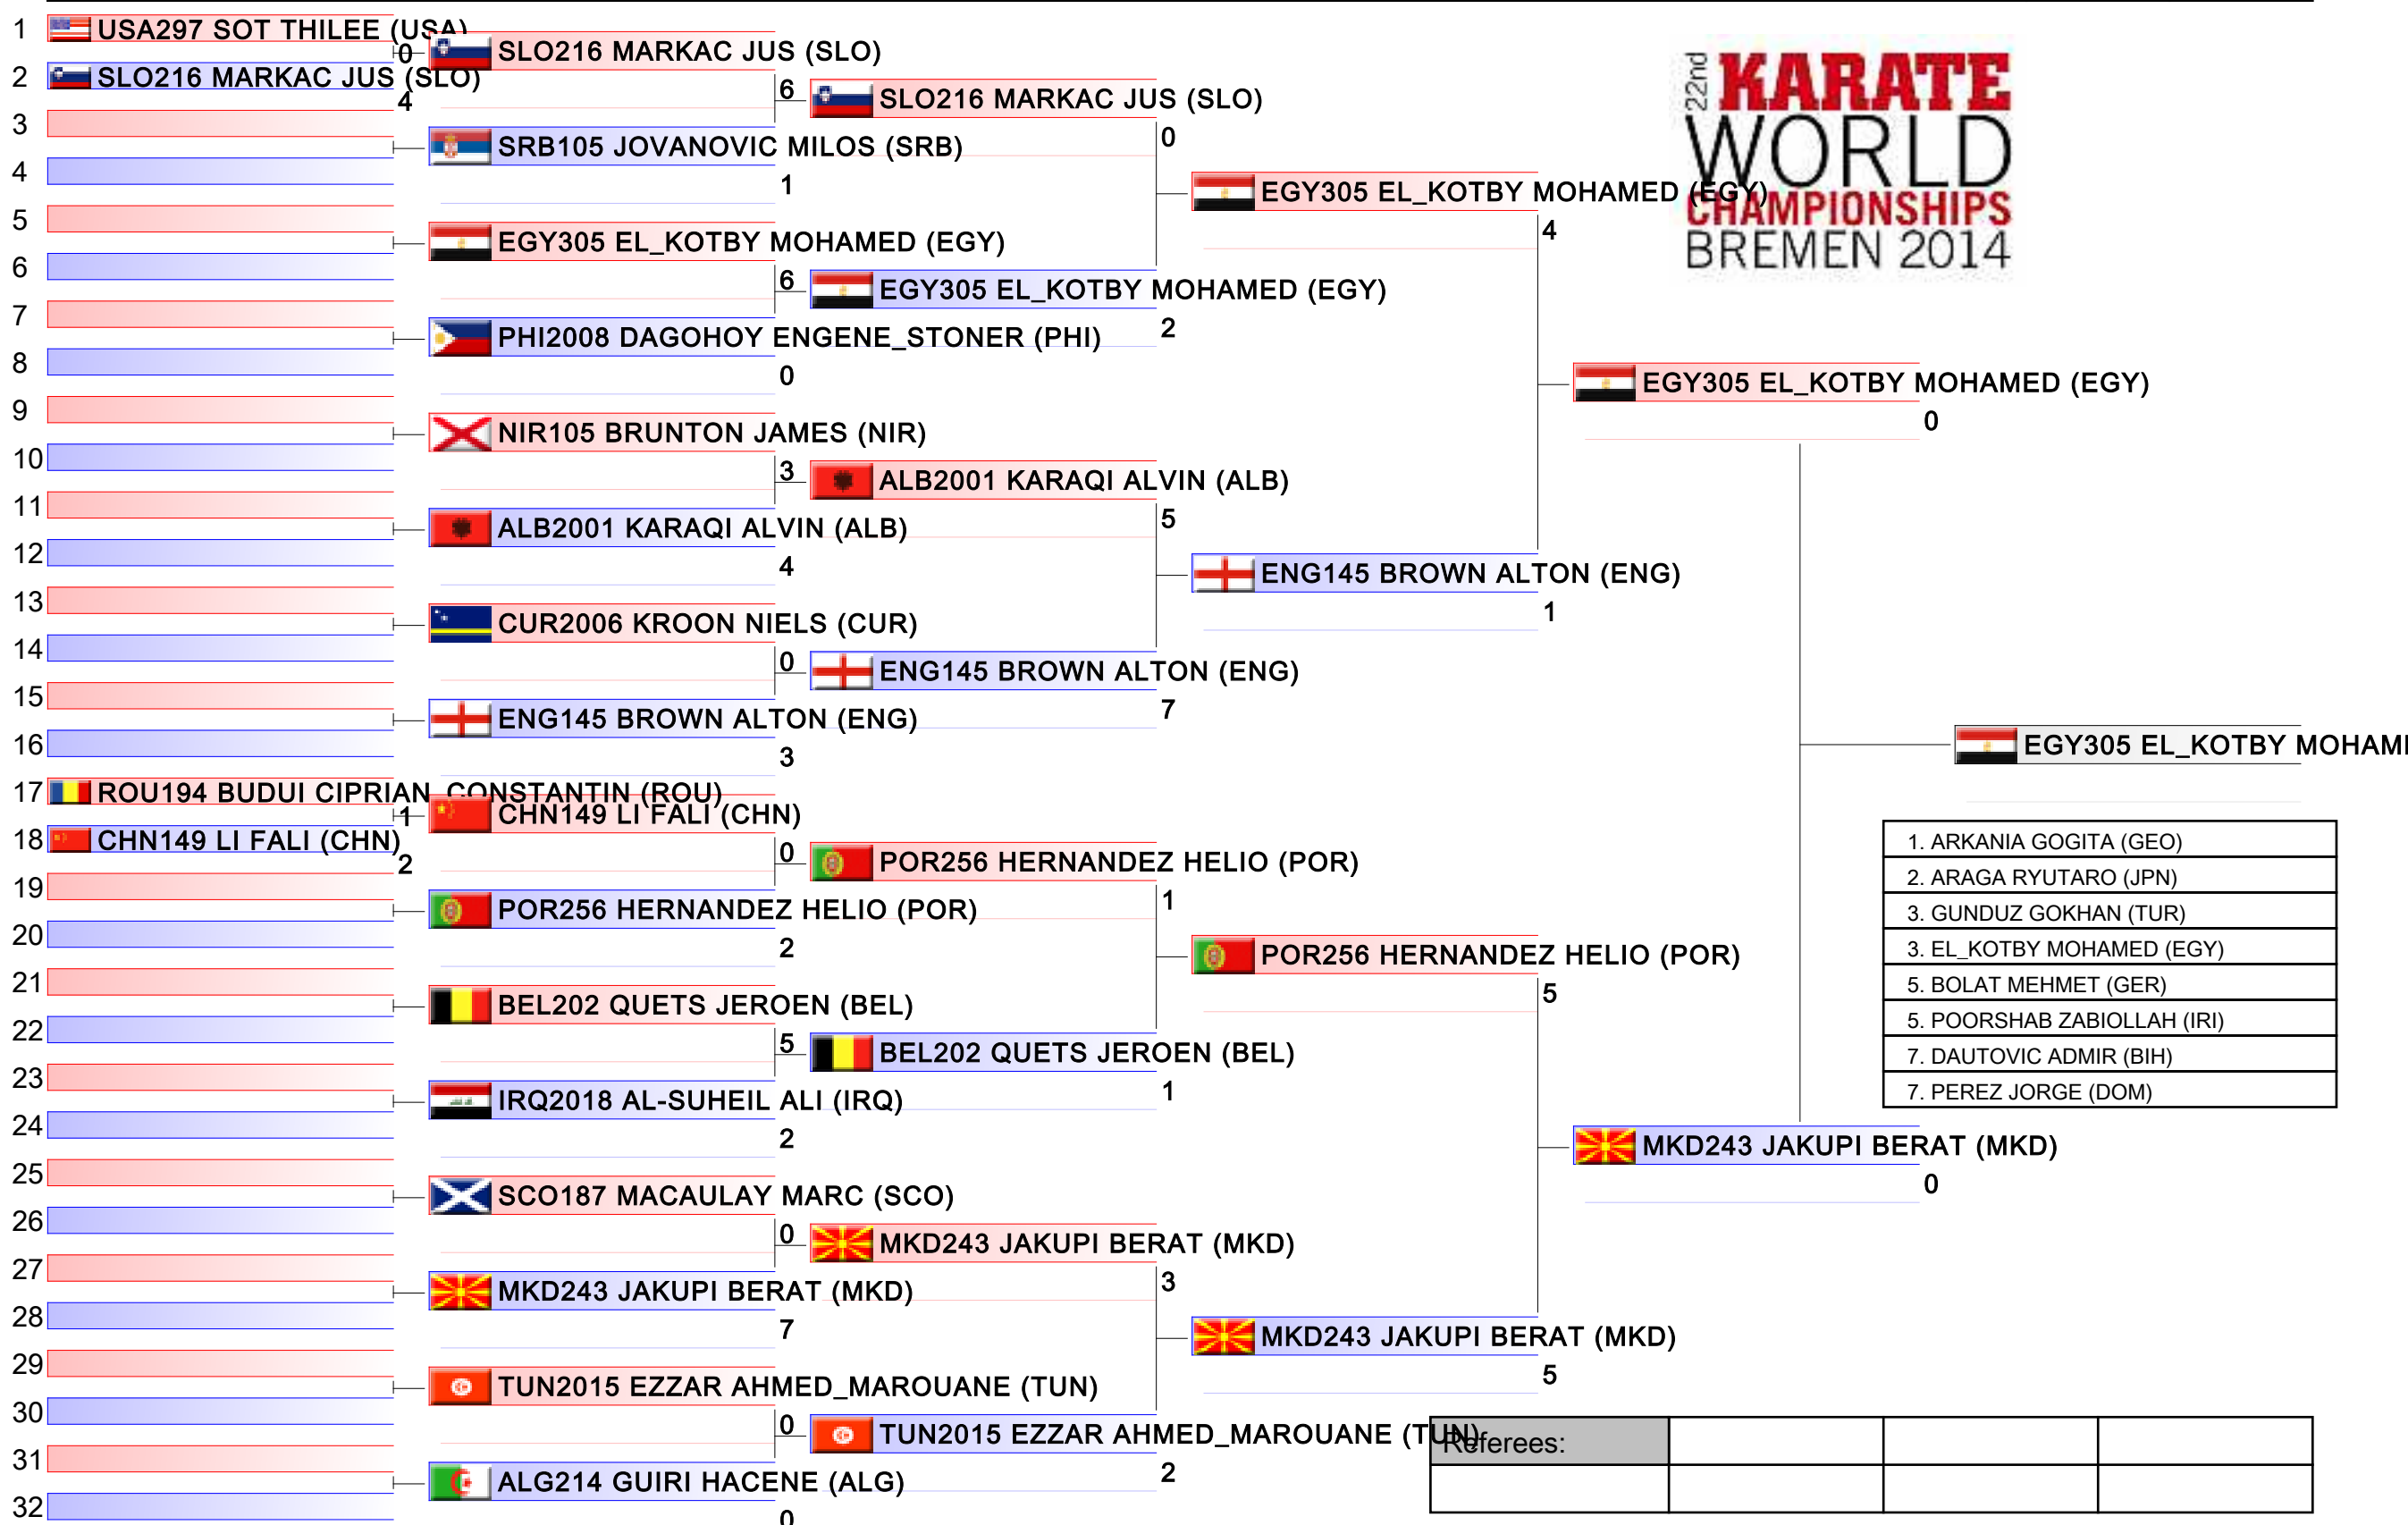 1 USA297 SOT THILEE (USA)
0
2 SLO216 MARKAC JUS (SLO)
4
3
4
5
6
7
8
9
10
11
12
13
14
15
16
17 ROU194 BUDUI CIPRIAN_CONSTANTIN (ROU)
1
18 CHN149 LI FALI (CHN)
2
19
20
21
22
23
24
25
26
27
28
29
30
31
32
SLO216 MARKAC JUS (SLO)
6
SRB105 JOVANOVIC MILOS (SRB)
1
EGY305 EL_KOTBY MOHAMED (EGY)
6
PHI2008 DAGOHOY ENGENE_STONER (PHI)
0
NIR105 BRUNTON JAMES (NIR)
3
ALB2001 KARAQI ALVIN (ALB)
4
CUR2006 KROON NIELS (CUR)
0
ENG145 BROWN ALTON (ENG)
3
CHN149 LI FALI (CHN)
0
POR256 HERNANDEZ HELIO (POR)
2
BEL202 QUETS JEROEN (BEL)
5
IRQ2018 AL-SUHEIL ALI (IRQ)
2
SCO187 MACAULAY MARC (SCO)
0
MKD243 JAKUPI BERAT (MKD)
7
TUN2015 EZZAR AHMED_MAROUANE (TUN)
0
ALG214 GUIRI HACENE (ALG)
0
SLO216 MARKAC JUS (SLO)
0
EGY305 EL_KOTBY MOHAMED (EGY)
2
ALB2001 KARAQI ALVIN (ALB)
5
ENG145 BROWN ALTON (ENG)
7
POR256 HERNANDEZ HELIO (POR)
1
BEL202 QUETS JEROEN (BEL)
1
MKD243 JAKUPI BERAT (MKD)
3
TUN2015 EZZAR AHMED_MAROUANE (TUN)
2
EGY305 EL_KOTBY MOHAMED (EGY)
4
ENG145 BROWN ALTON (ENG)
1
POR256 HERNANDEZ HELIO (POR)
5
MKD243 JAKUPI BERAT (MKD)
5
EGY305 EL_KOTBY MOHAMED (EGY)
0
MKD243 JAKUPI BERAT (MKD)
0
EGY305 EL_KOTBY
22nd
KARATE
WORLD
CHAMPIONSHIPS
BREMEN 2014
1. ARKANIA GOGITA (GEO)
2. ARAGA RYUTARO (JPN)
3. GUNDUZ GOKHAN (TUR)
3. EL_KOTBY MOHAMED (EGY)
5. BOLAT MEHMET (GER)
5. POORSHAB ZABIOLLAH (IRI)
7. DAUTOVIC ADMIR (BIH)
7. PEREZ JORGE (DOM)
Referees: